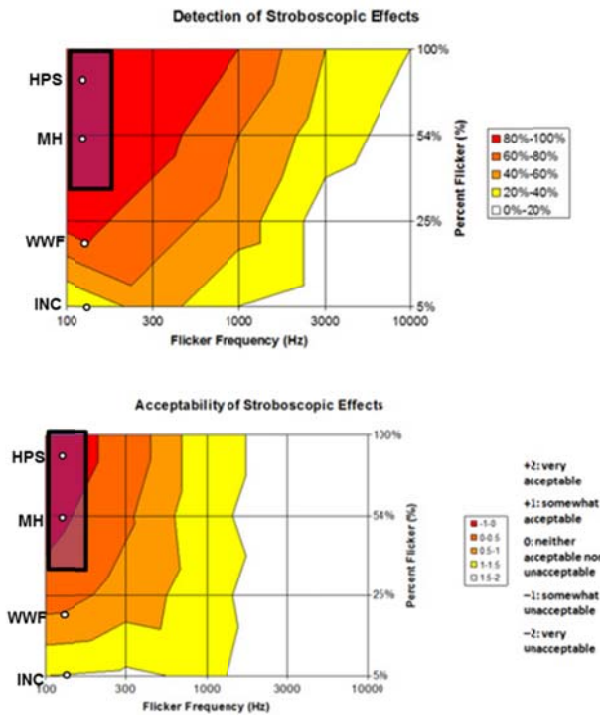 Detection of Stroboscopic Effects
HPS
MH
WWF
INC
100%
54%
25%
5%
Percent Flicker (%)
80%-100%
60%-80%
40%-60%
20%-40%
0%-20%
100 300 1000 3000 10000
Flicker Frequency (Hz)
Acceptability of Stroboscopic Effects
HPS
MH
WWF
INC
100%
54%
25%
5%
Percent Flicker (%)
-1-0
0-0.5
0.5-1
1-1.5
1.5-2
+2: very
acceptable
+1: somewhat
acceptable
0: neither
acceptable nor
unacceptable
−1: somewhat
unacceptable
−2: very
unacceptable
100 300 1000 3000 10000
Flicker Frequency (Hz)